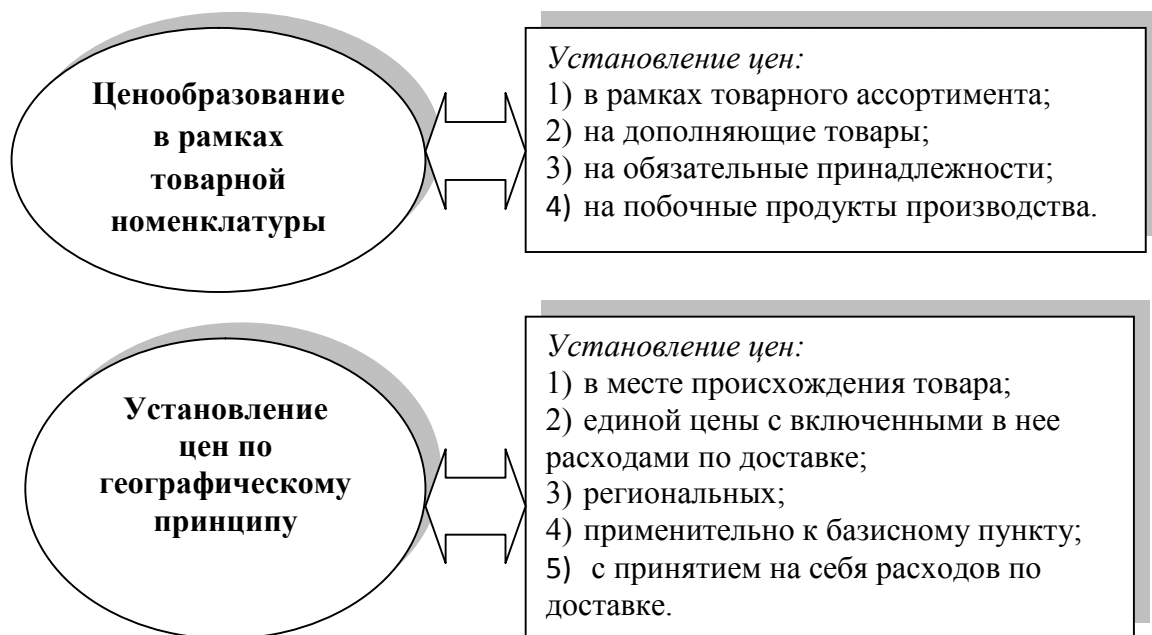 Ценообразование
в рамках
товарной
номенклатуры
Установление цен:
1) в рамках товарного ассортимента;
2) на дополняющие товары;
3) на обязательные принадлежности;
4) на побочные продукты производства.
Установление
цен по
географическому
принципу
Установление цен:
1) в месте происхождения товара;
2) единой цены с включенными в нее
расходами по доставке;
3) региональных;
4) применительно к базисному пункту;
5) с принятием на себя расходов по
доставке.